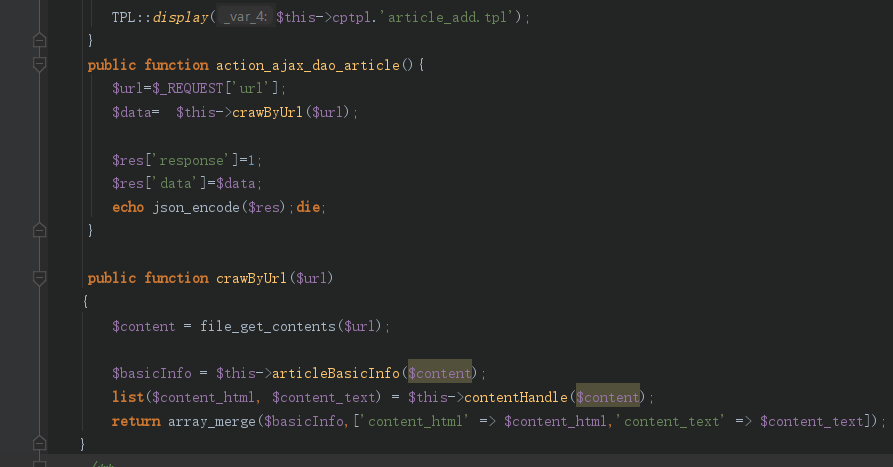 TPL::display( _var_4: $this->cptpl.'article_add.tpl');
}
public function action_ajax_dao_article(){
$url=$_REQUEST['url'];
$data=  $this->crawByUrl($url);
$res['response']=1;
$res['data']=$data;
echo json_encode($res);die;
}
public function crawByUrl($url)
{
$content = file_get_contents($url);
$basicInfo = $this->articleBasicInfo($content);
list($content_html, $content_text) = $this->contentHandle($content);
return array_merge($basicInfo,['content_html' => $content_html,'content_text' => $content_text]);
}
/**